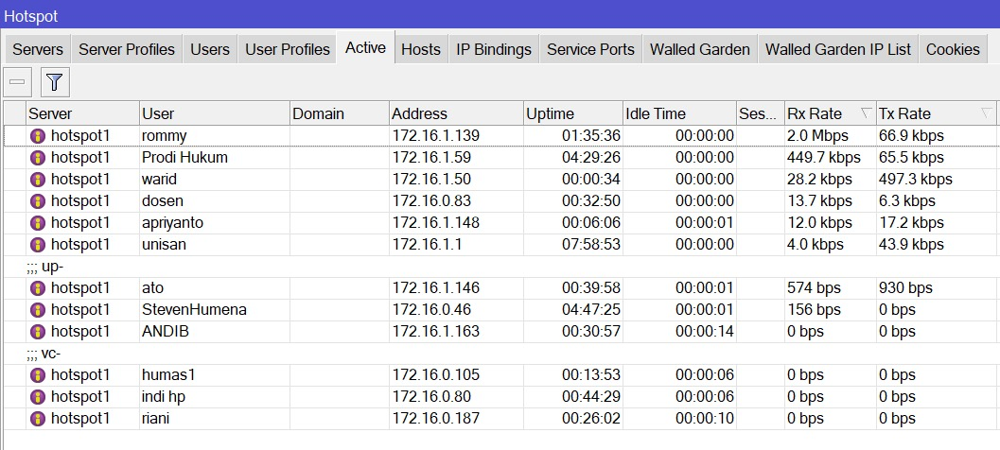 Hotspot
Servers Server Profiles Users User Profiles Active Hosts IP Bindings Service Ports Walled Garden Walled Garden IP List Cookies
Server User Domain Address Uptime Idle Time Ses... Rx Rate Tx Rate
hotspot1 rommy 172.16.1.139 01:35:36 00:00:00 2.0 Mbps 66.9 kbps
hotspot1 Prodi Hukum 172.16.1.59 04:29:26 00:00:00 449.7 kbps 65.5 kbps
hotspot1 warid 172.16.1.50 00:00:34 00:00:00 28.2 kbps 497.3 kbps
hotspot1 dosen 172.16.0.83 00:32:50 00:00:00 13.7 kbps 6.3 kbps
hotspot1 apriyanto 172.16.1.148 00:06:06 00:00:01 12.0 kbps 17.2 kbps
hotspot1 unisan 172.16.1.1 07:58:53 00:00:00 4.0 kbps 43.9 kbps
;;; up-
hotspot1 ato 172.16.1.146 00:39:58 00:00:01 574 bps 930 bps
hotspot1 StevenHumena 172.16.0.46 04:47:25 00:00:01 156 bps 0 bps
hotspot1 ANDIB 172.16.1.163 00:30:57 00:00:14 0 bps 0 bps
;;; vc-
hotspot1 humas1 172.16.0.105 00:13:53 00:00:06 0 bps 0 bps
hotspot1 indi hp 172.16.0.80 00:44:29 00:00:06 0 bps 0 bps
hotspot1 riani 172.16.0.187 00:26:02 00:00:10 0 bps 0 bps